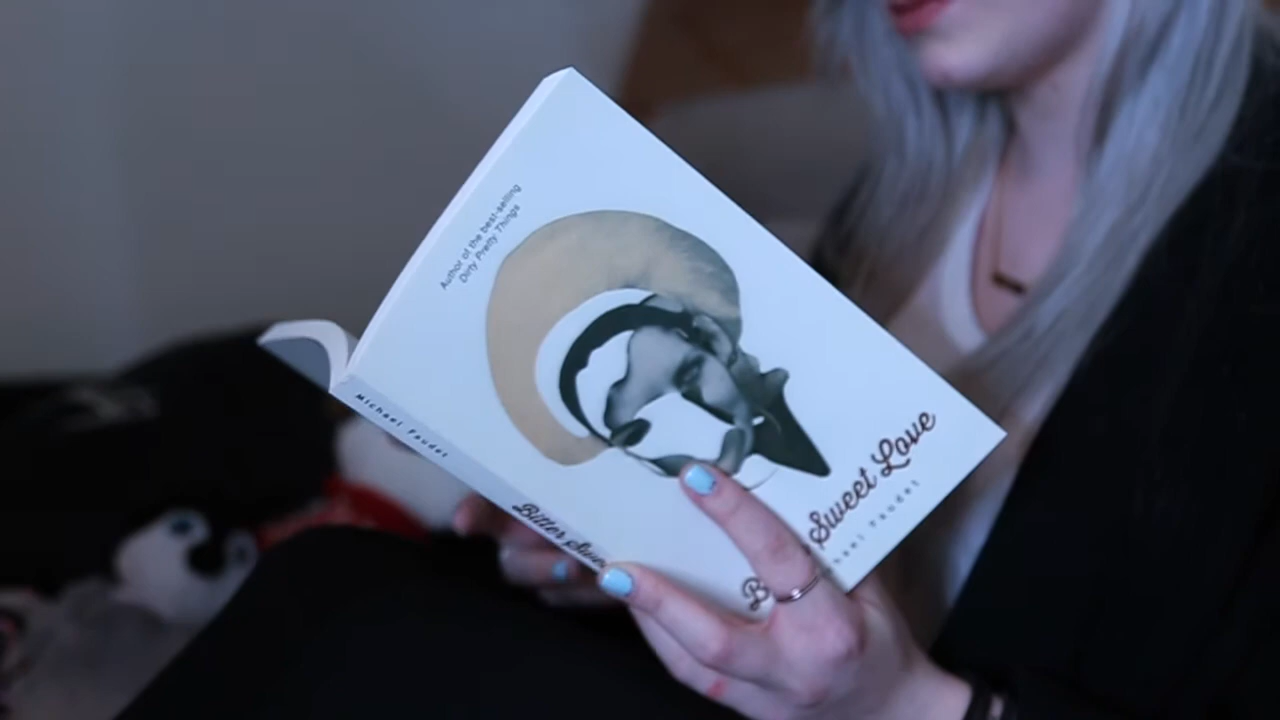 Author of the best-selling
Dirty Pretty Things
Sweet Love
Michael Faudet
Bitter